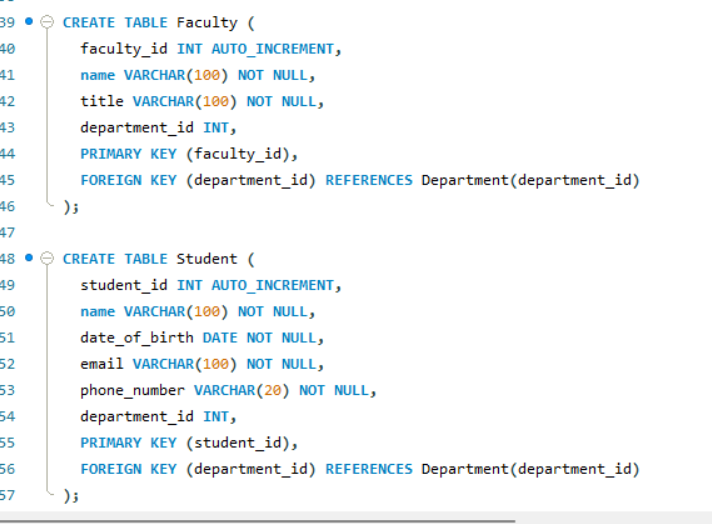 39 CREATE TABLE Faculty (
40 faculty_id INT AUTO_INCREMENT,
41 name VARCHAR(100) NOT NULL,
42 title VARCHAR(100) NOT NULL,
43 department_id INT,
44 PRIMARY KEY (faculty_id),
45 FOREIGN KEY (department_id) REFERENCES Department(department_id)
46 );
47
48 CREATE TABLE Student (
49 student_id INT AUTO_INCREMENT,
50 name VARCHAR(100) NOT NULL,
51 date_of_birth DATE NOT NULL,
52 email VARCHAR(100) NOT NULL,
53 phone_number VARCHAR(20) NOT NULL,
54 department_id INT,
55 PRIMARY KEY (student_id),
56 FOREIGN KEY (department_id) REFERENCES Department(department_id)
57 );